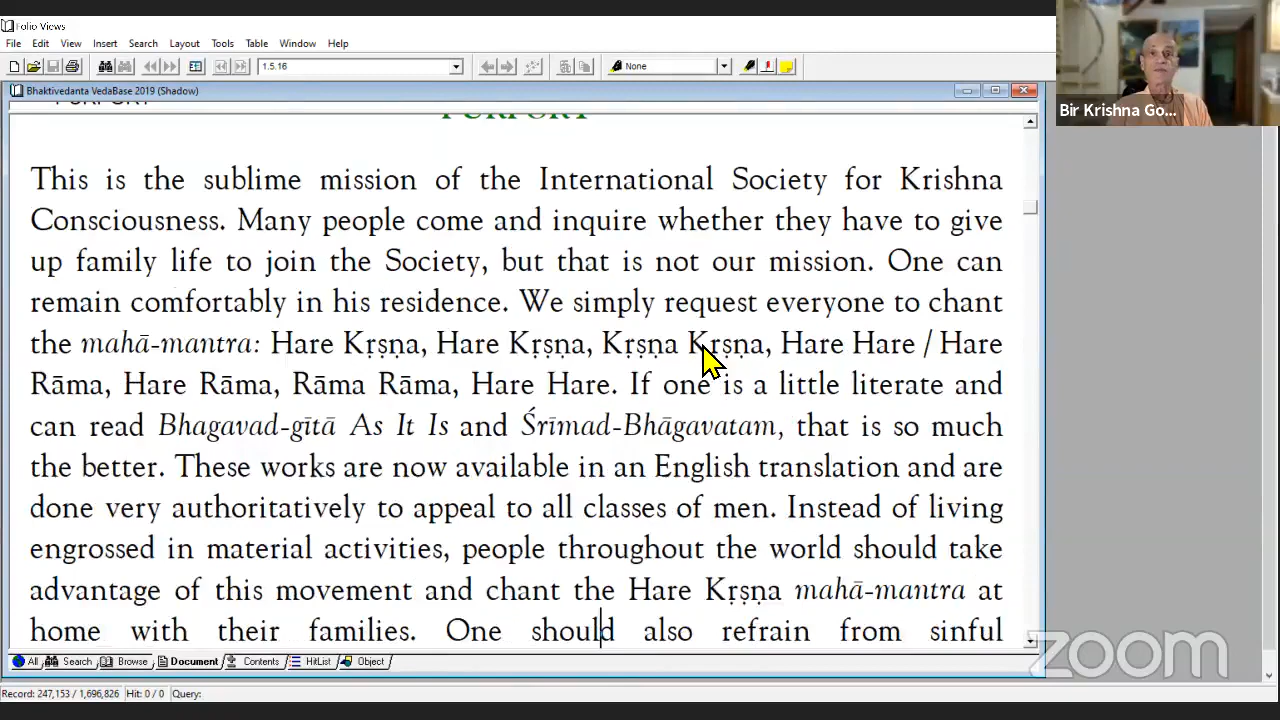 Folio Views
File Edit View Insert Search Layout Tools Table Window Help
1.5.16 None
Bhaktivedanta VedaBase 2019 (Shadow)
PURPORT
PURPORT
This is the sublime mission of the International Society for Krishna
Consciousness. Many people come and inquire whether they have to give
up family life to join the Society, but that is not our mission. One can
remain comfortably in his residence. We simply request everyone to chant
the mahā-mantra: Hare Kṛṣṇa, Hare Kṛṣṇa, Kṛṣṇa Kṛṣṇa, Hare Hare / Hare
Rāma, Hare Rāma, Rāma Rāma, Hare Hare. If one is a little literate and
can read Bhagavad-gītā As It Is and Śrīmad-Bhāgavatam, that is so much
the better. These works are now available in an English translation and are
done very authoritatively to appeal to all classes of men. Instead of living
engrossed in material activities, people throughout the world should take
advantage of this movement and chant the Hare Kṛṣṇa mahā-mantra at
home with their families. One should also refrain from sinful
All Search Browse Document Contents HitList Object
Record: 247,153 / 1,696,826 Hit: 0 / 0 Query:
Bir Krishna Go...
zoom